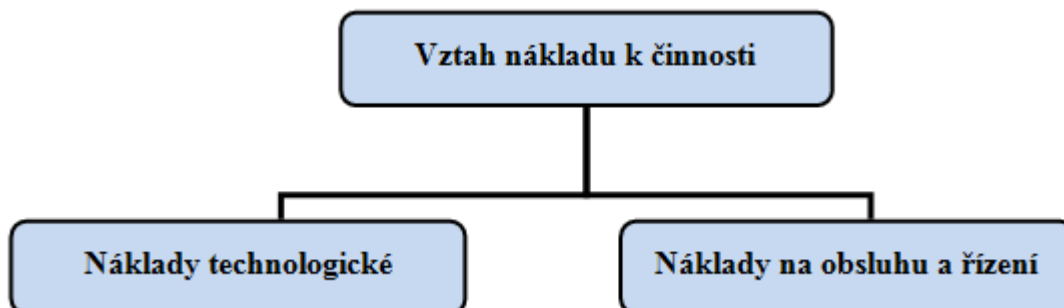 Vztah nákladu k činnosti
Náklady technologické
Náklady na obsluhu a řízení